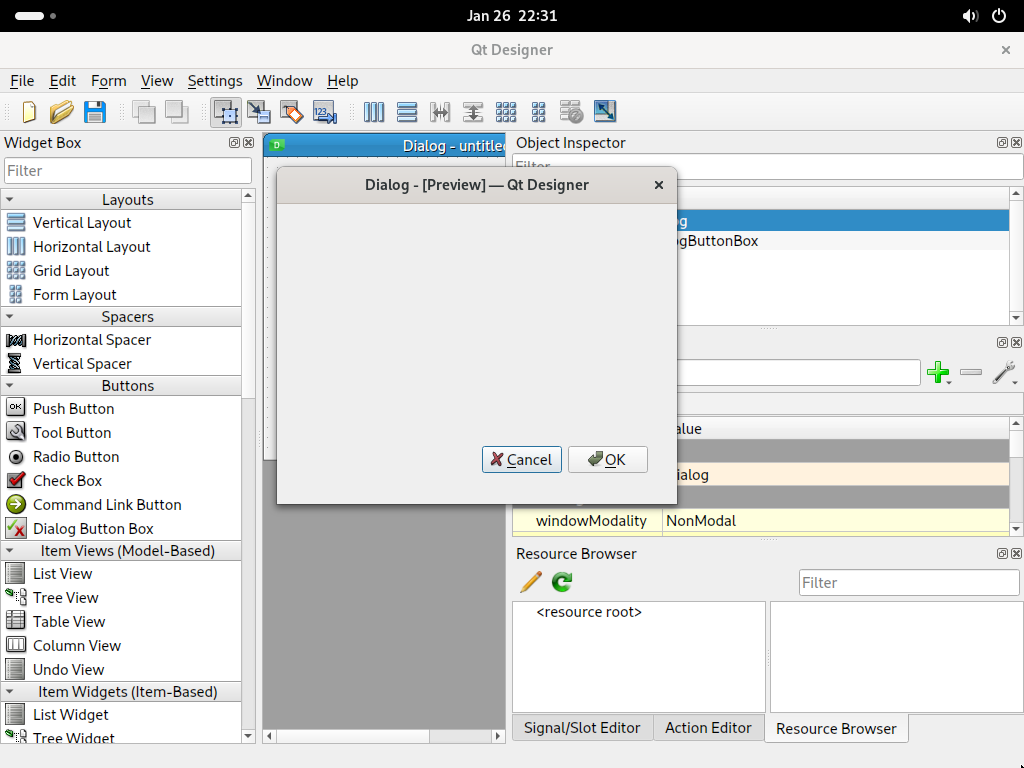 Jan 26 22:31
Qt Designer
File Edit Form View Settings Window Help
Widget Box
Filter
Layouts
Vertical Layout
Horizontal Layout
Grid Layout
Form Layout
Spacers
Horizontal Spacer
Vertical Spacer
Buttons
Push Button
Tool Button
Radio Button
Check Box
Command Link Button
Dialog Button Box
Item Views (Model-Based)
List View
Tree View
Table View
Column View
Undo View
Item Widgets (Item-Based)
List Widget
Tree Widget
Dialog - untitle
Dialog - [Preview] — Qt Designer
Cancel
OK
Object Inspector
Filter
gButtonBox
alue
ialog
windowModality NonModal
Resource Browser
Filter
<resource root>
Signal/Slot Editor Action Editor Resource Browser